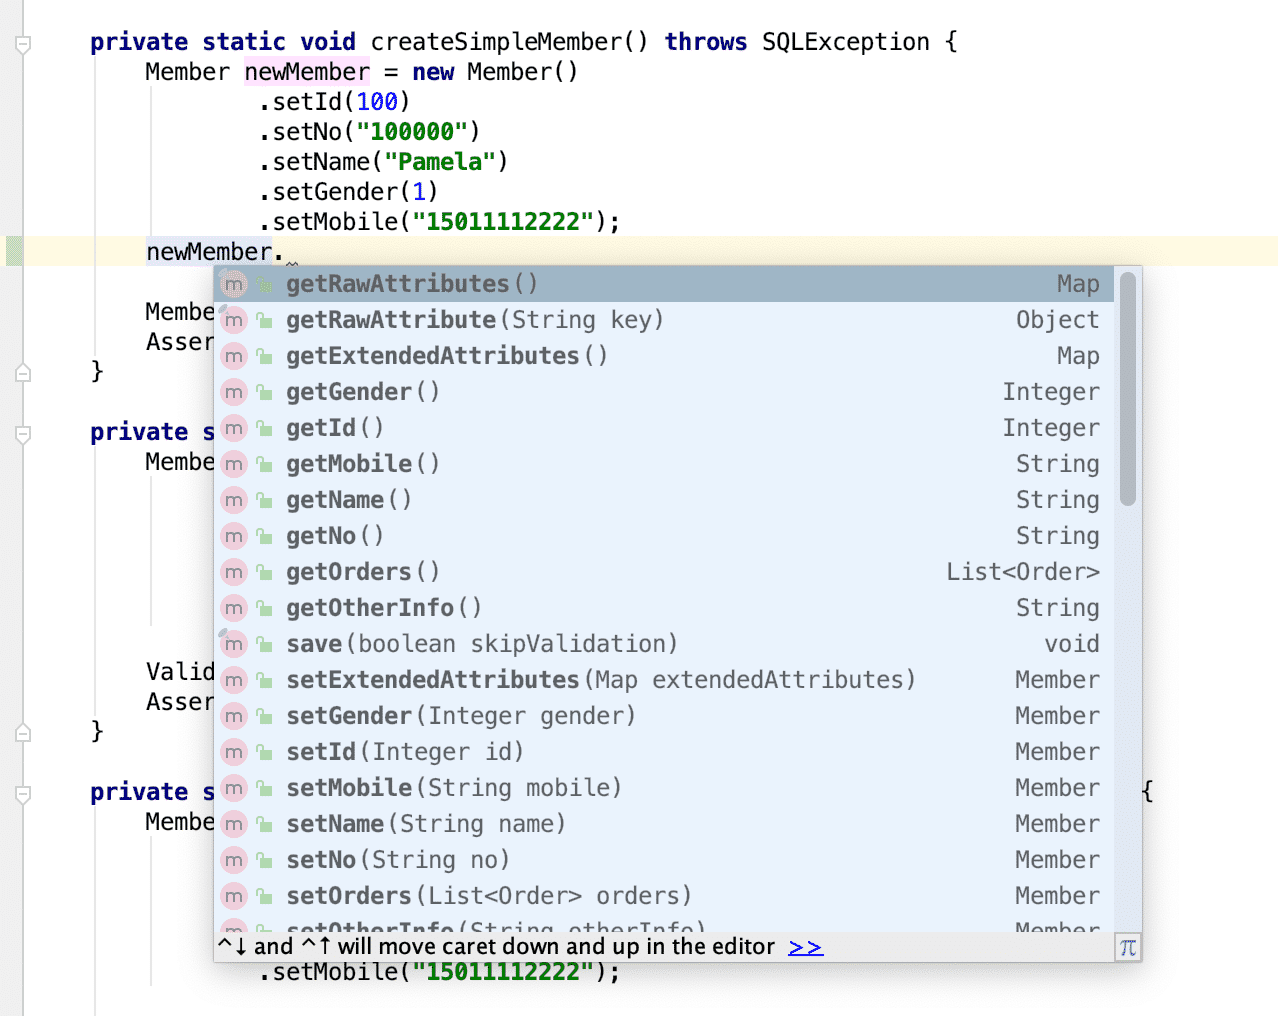 private static void createSimpleMember() throws SQLException {
Member newMember = new Member()
.setId(100)
.setNo("100000")
.setName("Pamela")
.setGender(1)
.setMobile("15011112222");
newMember.
m getRawAttributes() Map
Membe m getRawAttribute(String key) Object
Asser m getExtendedAttributes() Map
}
m getGender() Integer
private s m getId() Integer
Membe m getMobile() String
m getName() String
m getNo() String
m getOrders() List<Order>
m getOtherInfo() String
m save(boolean skipValidation) void
Valid m setExtendedAttributes(Map extendedAttributes) Member
Asser m setGender(Integer gender) Member
}
m setId(Integer id) Member
private s m setMobile(String mobile) Member {
Membe m setName(String name) Member
m setNo(String no) Member
m setOrders(List<Order> orders) Member
m setOtherInfo(String otherInfo) Member
^↓ and ^↑ will move caret down and up in the editor >> π
.setMobile("15011112222");